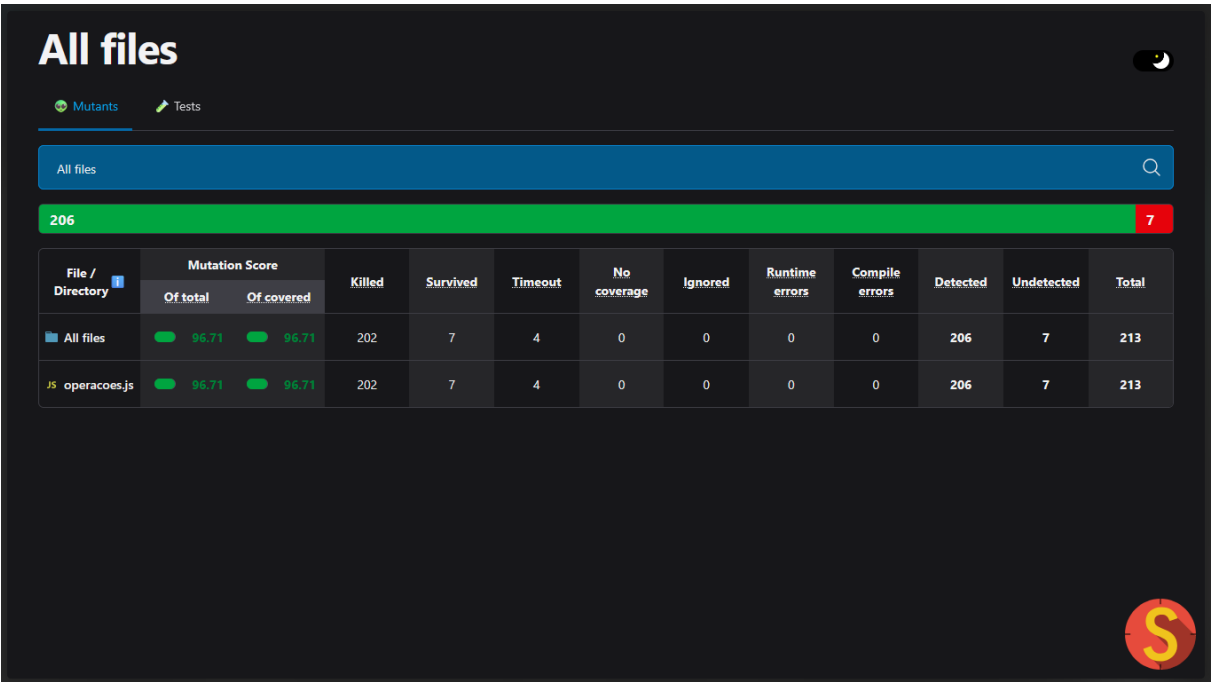 All files
Mutants Tests
All files
206 7
File / Directory Mutation Score Killed Survived Timeout No coverage Ignored Runtime errors Compile errors Detected Undetected Total
Of total Of covered
All files 96.71 96.71 202 7 4 0 0 0 0 206 7 213
JS operacoes.js 96.71 96.71 202 7 4 0 0 0 0 206 7 213
S